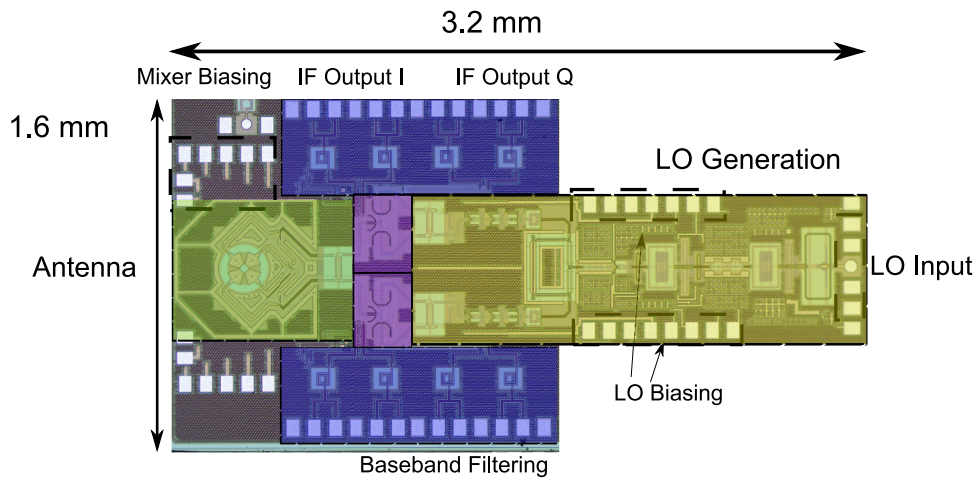 3.2 mm
Mixer Biasing
IF Output I
IF Output Q
1.6 mm
LO Generation
Antenna
LO Input
LO Biasing
Baseband Filtering